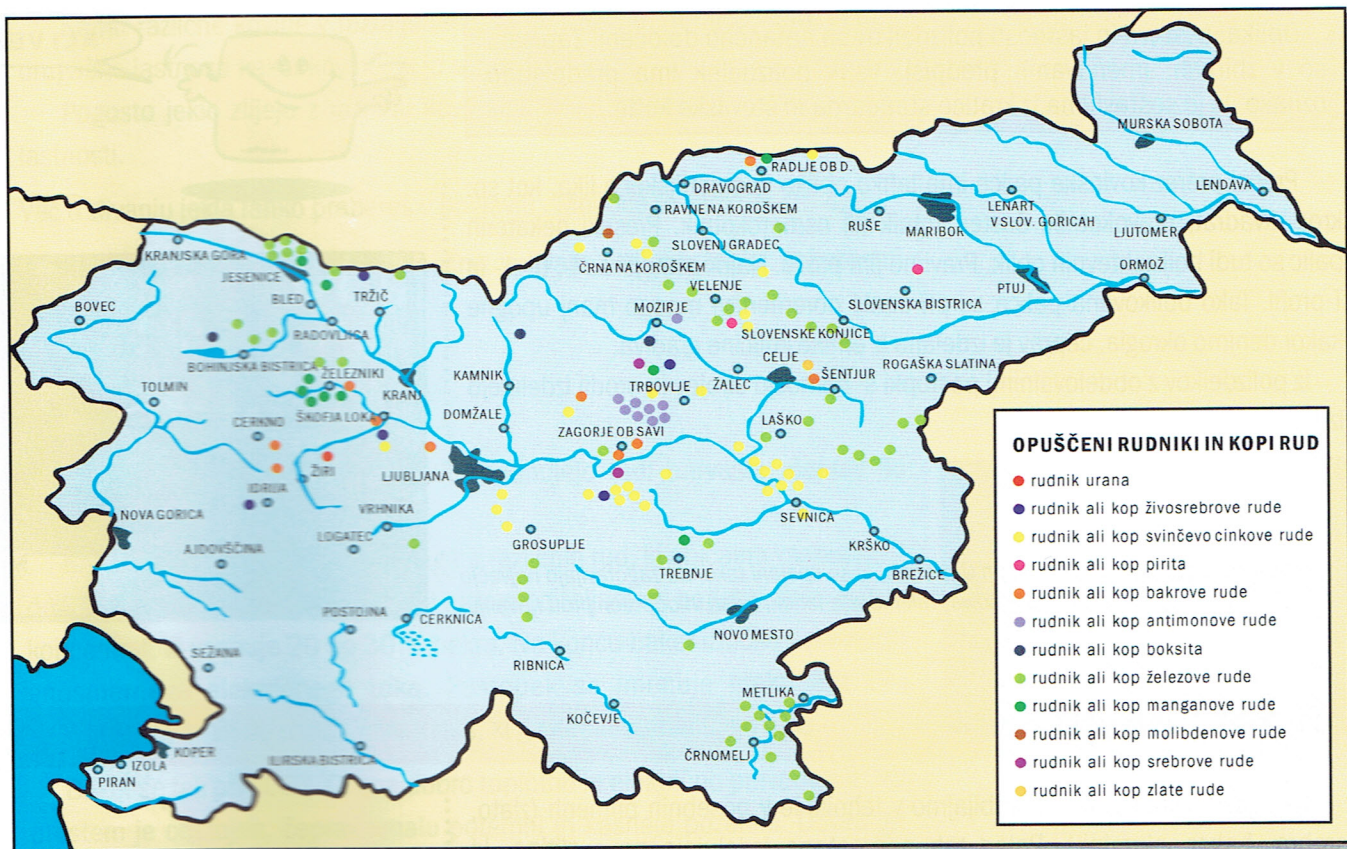 MURSKA SOBOTA
RADLJE OB D.
DRAVOGRAD
LENDAVA
RAVNE NA KOROŠKEM
LENART
V SLOV. GORICAH
RUŠE
MARIBOR
LJUTOMER
SLOVENJ GRADEC
KRANJSKA GORA
JESENICE
ČRNA NA KOROŠKEM
ORMOŽ
PTUJ
VELENJE
SLOVENSKA BISTRICA
BLED
TRŽIČ
BOVEC
MOZIRJE
RADOVLJICA
SLOVENSKE KONJICE
BOHINJSKA BISTRICA
ŽELEZNIKI
KAMNIK
CELJE
ROGAŠKA SLATINA
TOLMIN
KRANJ
TRBOVLJE
ŽALEC
ŠENTJUR
ŠKOFJA LOKA
DOMŽALE
CERKNO
ZAGORJE OB SAVI
LAŠKO
ŽIRI
LJUBLJANA
IDRIJA
NOVA GORICA
VRHNIKA
SEVNICA
LOGATEC
GROSUPLJE
KRŠKO
AJDOVŠČINA
TREBNJE
BREŽICE
POSTOJNA
CERKNICA
NOVO MESTO
SEŽANA
RIBNICA
METLIKA
KOČEVJE
ČRNOMELJ
KOPER
IZOLA
PIRAN
ILIRSKA BISTRICA
OPUŠČENI RUDNIKI IN KOPI RUD
rudnik urana
rudnik ali kop živosrebrove rude
rudnik ali kop svinčevo cinkove rude
rudnik ali kop pirita
rudnik ali kop bakrove rude
rudnik ali kop antimonove rude
rudnik ali kop boksita
rudnik ali kop železove rude
rudnik ali kop manganove rude
rudnik ali kop molibdenove rude
rudnik ali kop srebrove rude
rudnik ali kop zlate rude